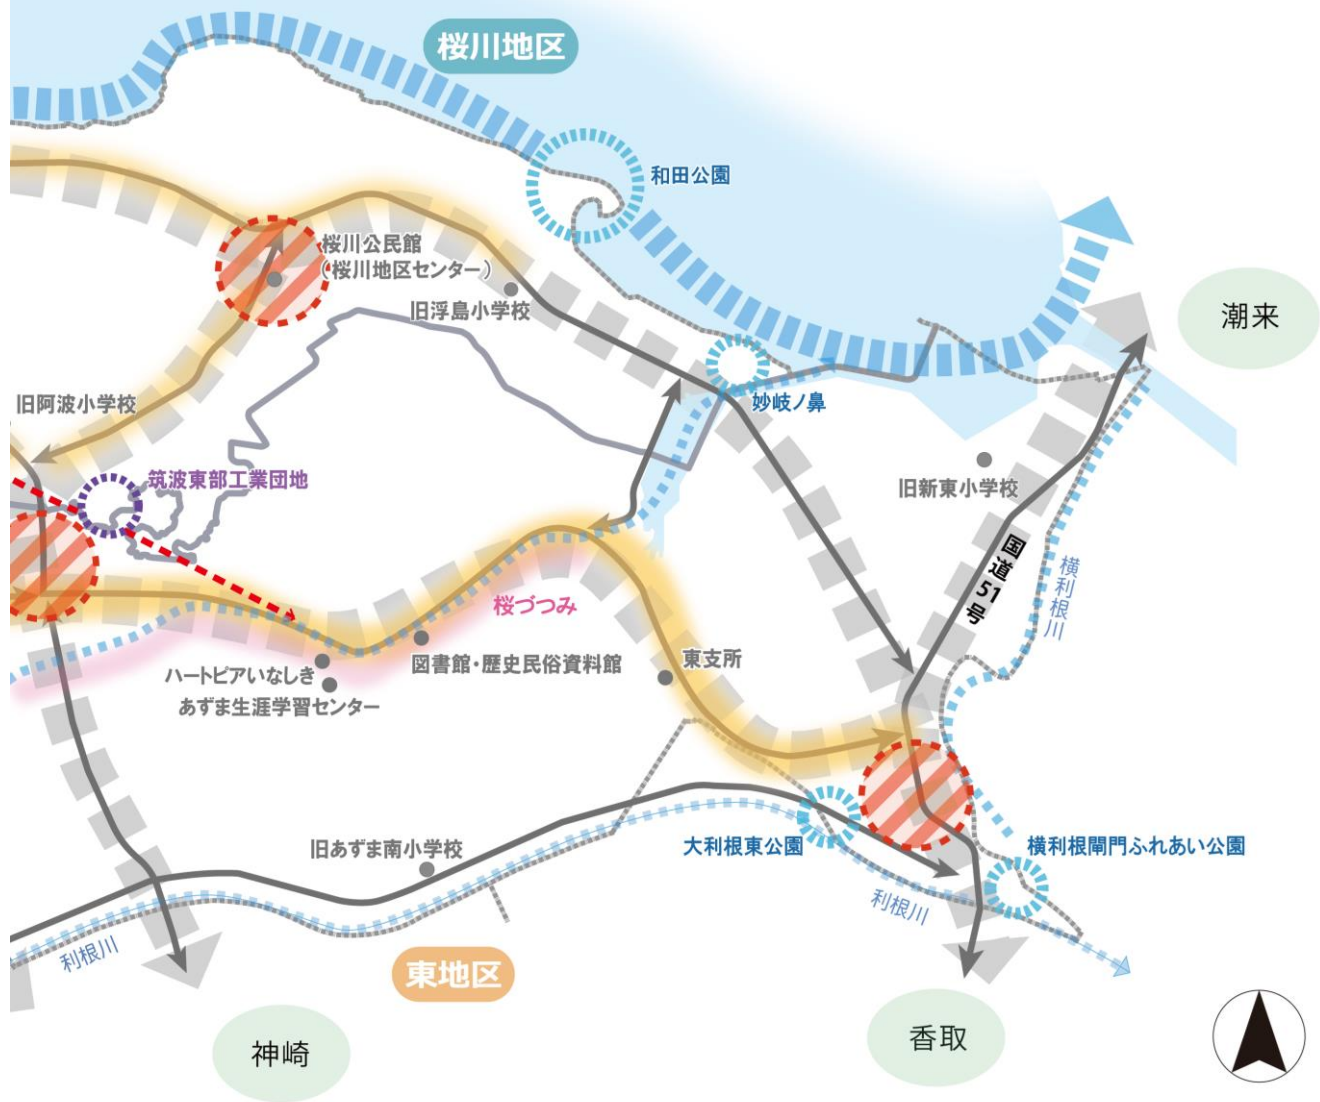 桜川地区
和田公園
桜川公民館
（桜川地区センター）
旧浮島小学校
潮来
旧阿波小学校
妙岐ノ鼻
筑波東部工業団地
旧新東小学校
国道51号
横利根川
桜づつみ
図書館・歴史民俗資料館
東支所
ハートピアいなしき
あずま生涯学習センター
旧あずま南小学校
大利根東公園
横利根閘門ふれあい公園
利根川
利根川
東地区
神崎
香取